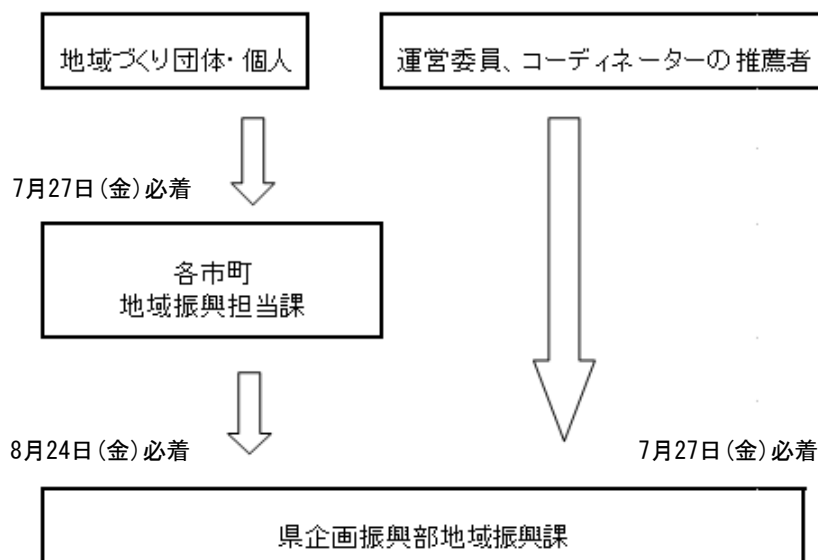 地域づくり団体・個人
運営委員、コーディネーターの推薦者
7月27日(金)必着
各市町
地域振興担当課
8月24日(金)必着
7月27日(金)必着
県企画振興部地域振興課